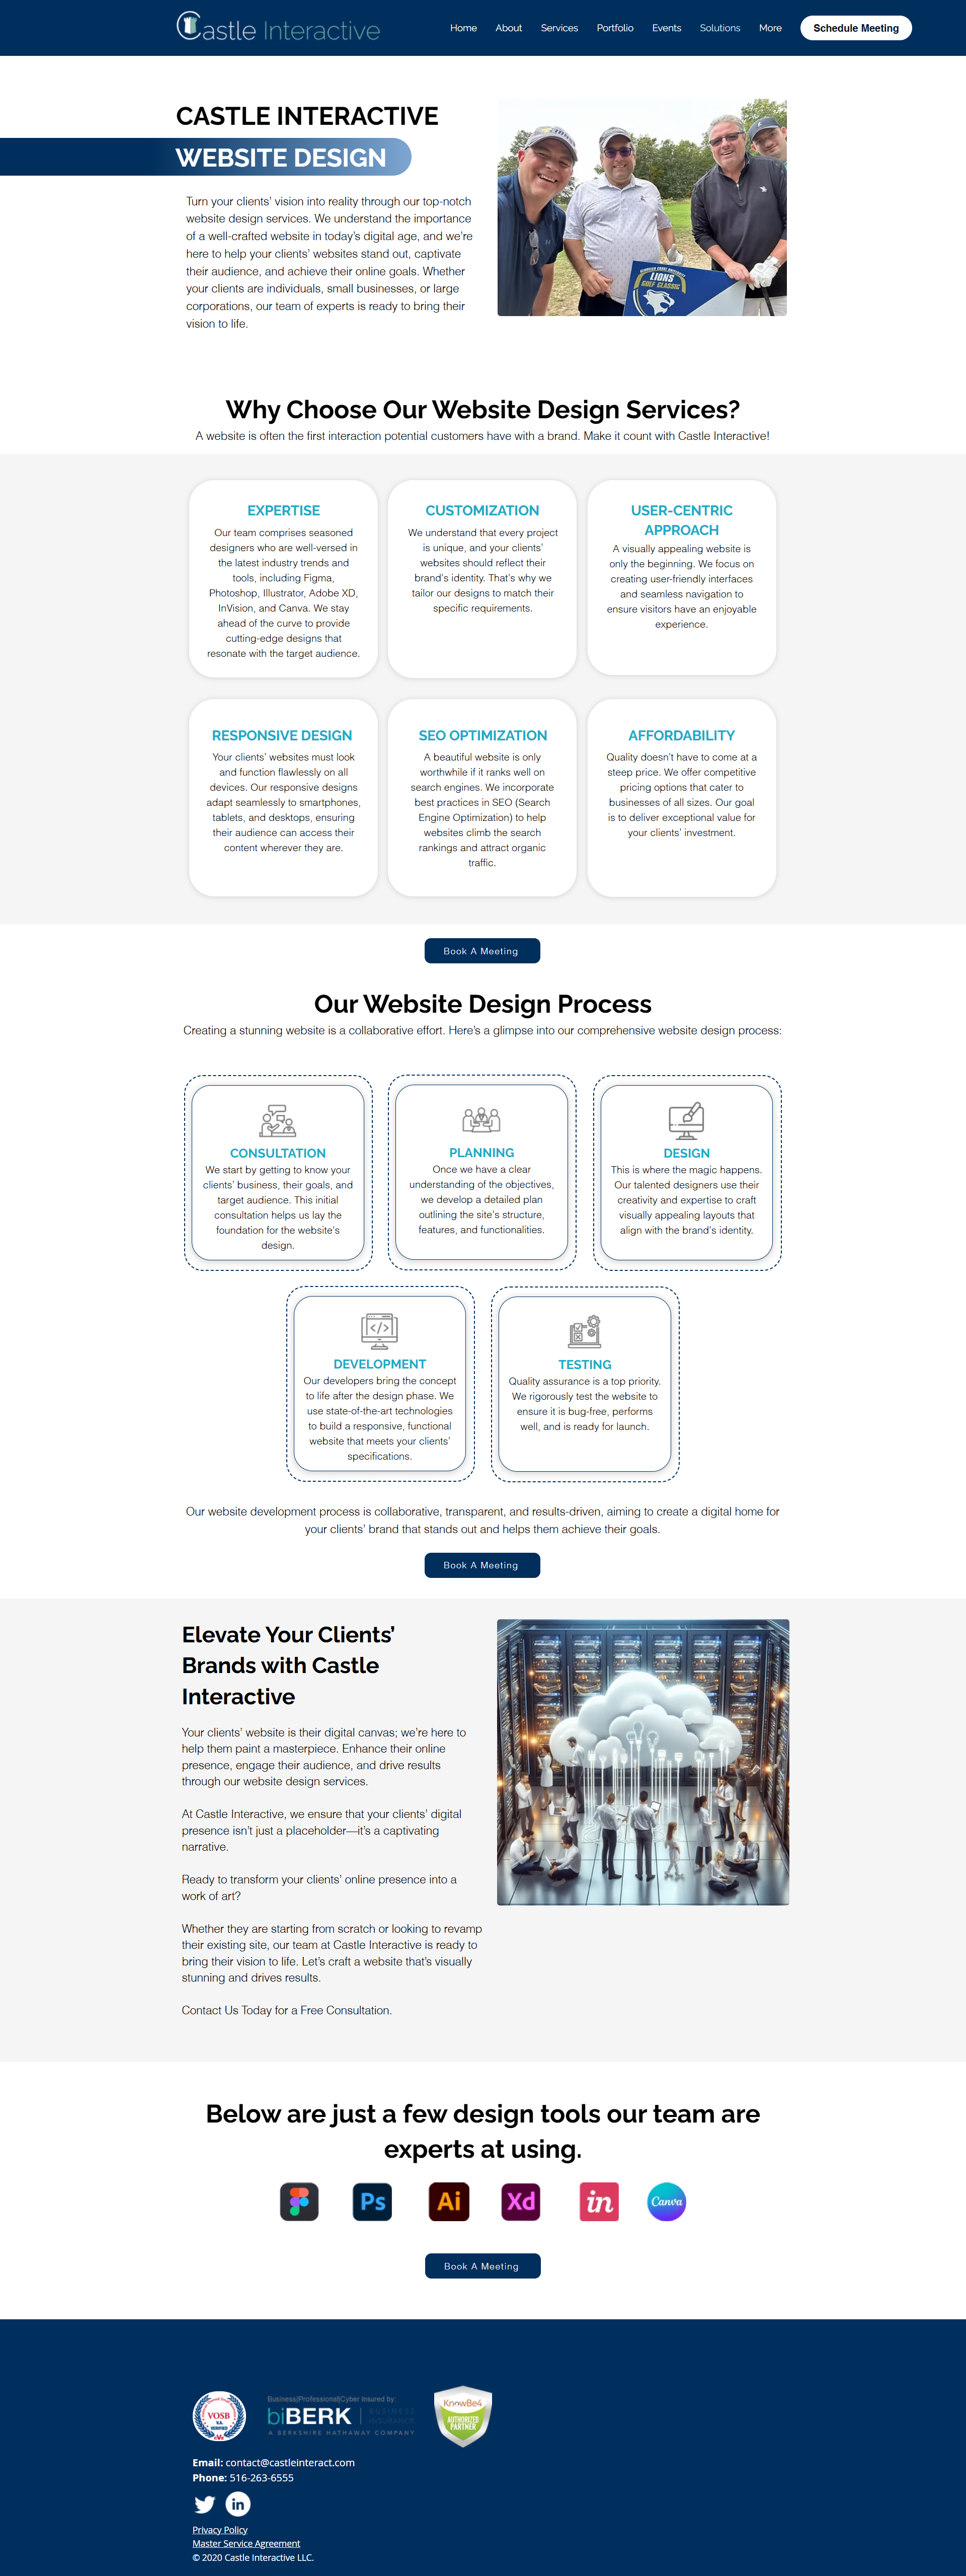 Castle Interactive
Home About Services Portfolio Events Solutions More Schedule Meeting
CASTLE INTERACTIVE
WEBSITE DESIGN
Turn your clients' vision into reality through our top-notch
website design services. We understand the importance
of a well-crafted website in today's digital age, and we're
here to help your clients' websites stand out, captivate
their audience, and achieve their online goals. Whether
your clients are individuals, small businesses, or large
corporations, our team of experts is ready to bring their
vision to life.
LIONS
GOLF CLASSIC
Why Choose Our Website Design Services?
A website is often the first interaction potential customers have with a brand. Make it count with Castle Interactive!
EXPERTISE
Our team comprises seasoned
designers who are well-versed in
the latest industry trends and
tools, including Figma,
Photoshop, Illustrator, Adobe XD,
InVision, and Canva. We stay
ahead of the curve to provide
cutting-edge designs that
resonate with the target audience.
CUSTOMIZATION
We understand that every project
is unique, and your clients'
websites should reflect their
brand's identity. That's why we
tailor our designs to match their
specific requirements.
USER-CENTRIC
APPROACH
A visually appealing website is
only the beginning. We focus on
creating user-friendly interfaces
and seamless navigation to
ensure visitors have an enjoyable
experience.
RESPONSIVE DESIGN
Your clients' websites must look
and function flawlessly on all
devices. Our responsive designs
adapt seamlessly to smartphones,
tablets, and desktops, ensuring
their audience can access their
content wherever they are.
SEO OPTIMIZATION
A beautiful website is only
worthwhile if it ranks well on
search engines. We incorporate
best practices in SEO (Search
Engine Optimization) to help
websites climb the search
rankings and attract organic
traffic.
AFFORDABILITY
Quality doesn't have to come at a
steep price. We offer competitive
pricing options that cater to
businesses of all sizes. Our goal
is to deliver exceptional value for
your clients' investment.
Book A Meeting
Our Website Design Process
Creating a stunning website is a collaborative effort. Here's a glimpse into our comprehensive website design process:
CONSULTATION
We start by getting to know your
clients' business, their goals, and
target audience. This initial
consultation helps us lay the
foundation for the website's
design.
PLANNING
Once we have a clear
understanding of the objectives,
we develop a detailed plan
outlining the site's structure,
features, and functionalities.
DESIGN
This is where the magic happens.
Our talented designers use their
creativity and expertise to craft
visually appealing layouts that
align with the brand's identity.
DEVELOPMENT
Our developers bring the concept
to life after the design phase. We
use state-of-the-art technologies
to build a responsive, functional
website that meets your clients'
specifications.
TESTING
Quality assurance is a top priority.
We rigorously test the website to
ensure it is bug-free, performs
well, and is ready for launch.
Our website development process is collaborative, transparent, and results-driven, aiming to create a digital home for
your clients' brand that stands out and helps them achieve their goals.
Book A Meeting
Elevate Your Clients'
Brands with Castle
Interactive
Your clients' website is their digital canvas; we're here to
help them paint a masterpiece. Enhance their online
presence, engage their audience, and drive results
through our website design services.
At Castle Interactive, we ensure that your clients' digital
presence isn't just a placeholder—it's a captivating
narrative.
Ready to transform your clients' online presence into a
work of art?
Whether they are starting from scratch or looking to revamp
their existing site, our team at Castle Interactive is ready to
bring their vision to life. Let's craft a website that's visually
stunning and drives results.
Contact Us Today for a Free Consultation.
Below are just a few design tools our team are
experts at using.
Ps Ai Xd in Canva
Book A Meeting
VOSB
Business|Professional|Cyber Insured by:
biBERK BUSINESS INSURANCE
A BERKSHIRE HATHAWAY COMPANY
KnowBe4
AUTHORIZED
PARTNER
Email: contact@castleinteract.com
Phone: 516-263-6555
in
Privacy Policy
Master Service Agreement
© 2020 Castle Interactive LLC.